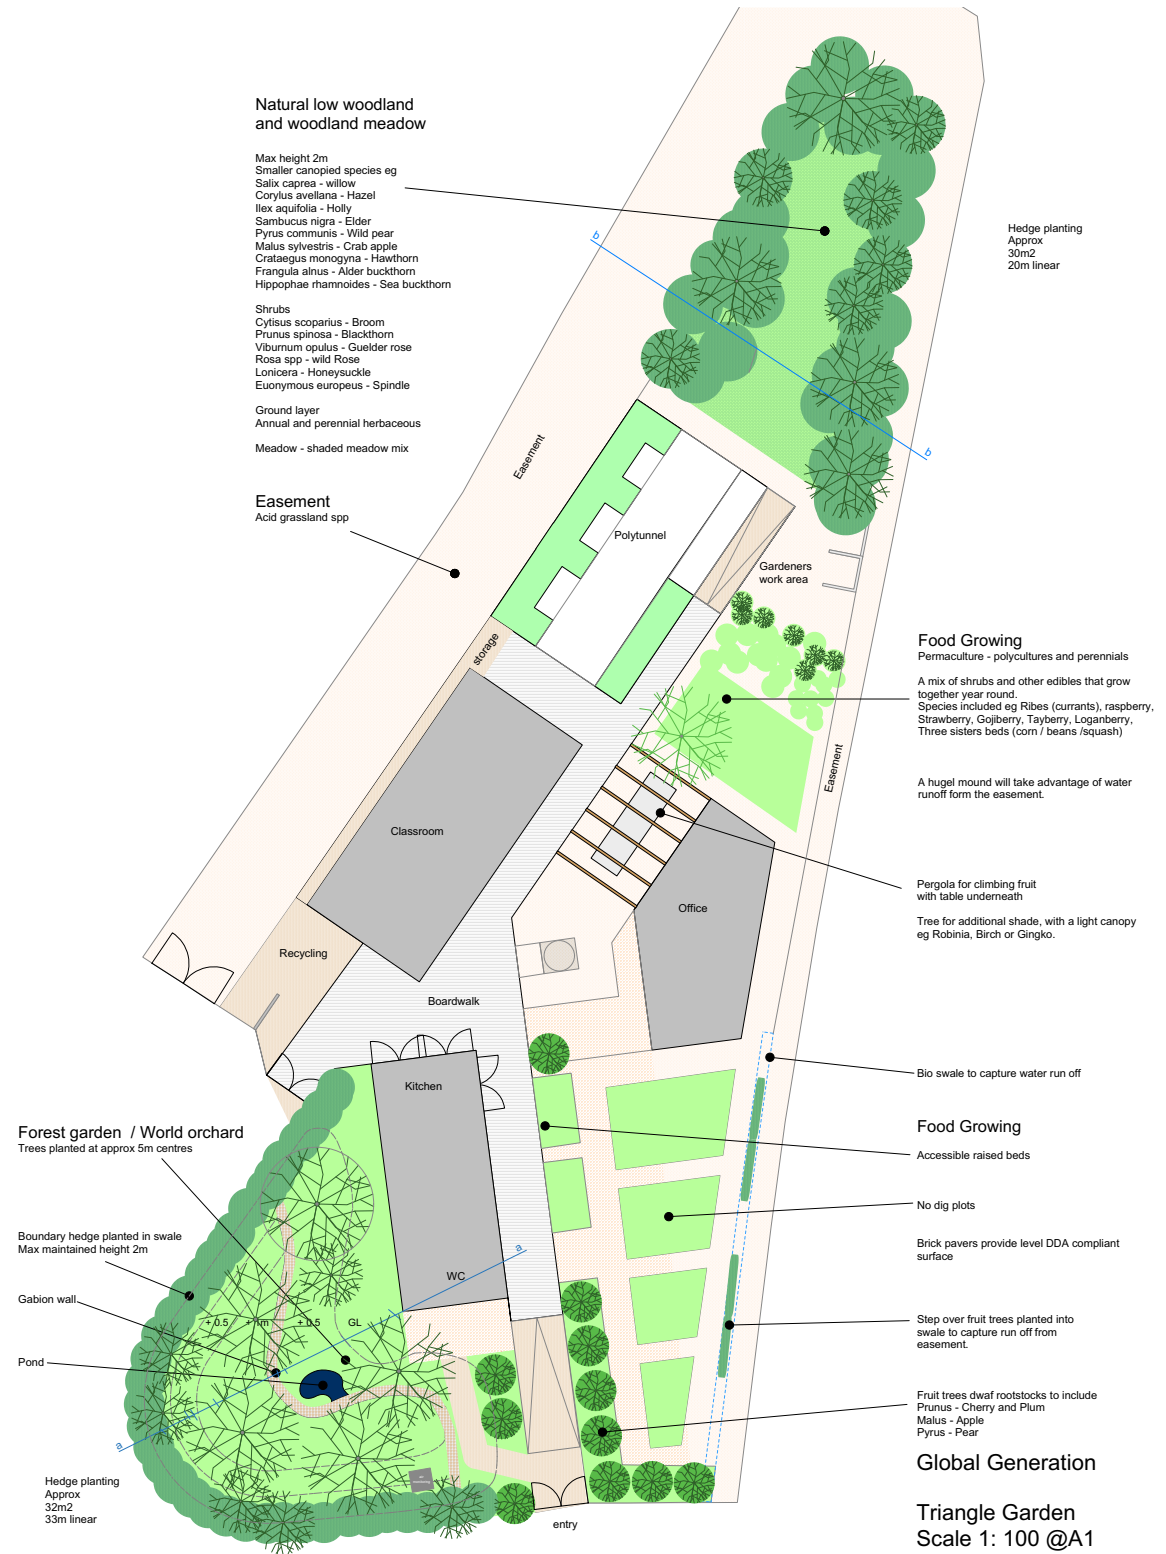 Natural low woodland
and woodland meadow
Max height 2m
Smaller canopied species eg
Salix caprea - willow
Corylus avellana - Hazel
Ilex aquifolia - Holly
Sambucus nigra - Elder
Pyrus communis - Wild pear
Malus sylvestris - Crab apple
Crataegus monogyna - Hawthorn
Frangula alnus - Alder buckthorn
Hippophae rhamnoides - Sea buckthorn
Shrubs
Cytisus scoparius - Broom
Prunus spinosa - Blackthorn
Viburnum opulus - Guelder rose
Rosa spp - wild Rose
Lonicera - Honeysuckle
Euonymous europeus - Spindle
Ground layer
Annual and perennial herbaceous
Meadow - shaded meadow mix
Hedge planting
Approx
30m2
20m linear
b
b
Easement
Easement
Acid grassland spp
Polytunnel
Gardeners
work area
storage
Food Growing
Permaculture - polycultures and perennials
A mix of shrubs and other edibles that grow
together year round.
Species included eg Ribes (currants), raspberry,
Strawberry, Gojiberry, Tayberry, Loganberry,
Three sisters beds (corn / beans /squash)
A hugel mound will take advantage of water
runoff form the easement.
Easement
Classroom
Pergola for climbing fruit
with table underneath
Tree for additional shade, with a light canopy
eg Robinia, Birch or Gingko.
Office
Recycling
Boardwalk
Kitchen
Bio swale to capture water run off
Food Growing
Accessible raised beds
No dig plots
Brick pavers provide level DDA compliant
surface
Step over fruit trees planted into
swale to capture run off from
easement.
Fruit trees dwaf rootstocks to include
Prunus - Cherry and Plum
Malus - Apple
Pyrus - Pear
Forest garden / World orchard
Trees planted at approx 5m centres
Boundary hedge planted in swale
Max maintained height 2m
Gabion wall
Pond
WC
a
+ 0.5
+ 1m
+ 0.5
GL
a
Hedge planting
Approx
32m2
33m linear
entry
Global Generation
Triangle Garden
Scale 1: 100 @A1